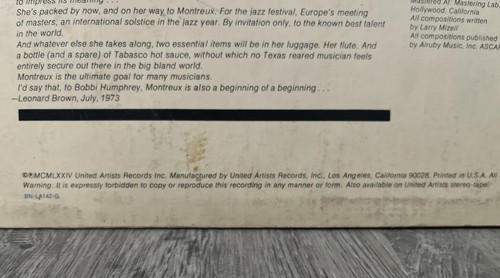 to impress its meaning . . .
She's packed by now, and on her way to Montreux. For the jazz festival, Europe's meeting
of masters, an international solstice in the jazz year. By invitation only, to the known best talent
in the world.
And whatever else she takes along, two essential items will be in her luggage. Her flute. And
a bottle (and a spare) of Tabasco hot sauce, without which no Texas reared musician feels
entirely secure out there in the big bland world.
Montreux is the ultimate goal for many musicians.
I'd say that, to Bobbi Humphrey, Montreux is also a beginning of a beginning . . .
—Leonard Brown, July, 1973
Mastered At: Mastering Lab,
Hollywood, California
All compositions written
by Larry Mizell
All compositions published
by Alruby Music, Inc. ASCAP
©℗MCMLXXIV United Artists Records Inc. Manufactured by United Artists Records, Inc., Los Angeles, California 90028. Printed in U.S.A. All
Warning: It is expressly forbidden to copy or reproduce this recording in any manner or form. Also available on United Artists stereo-tape
BN-LA142-G